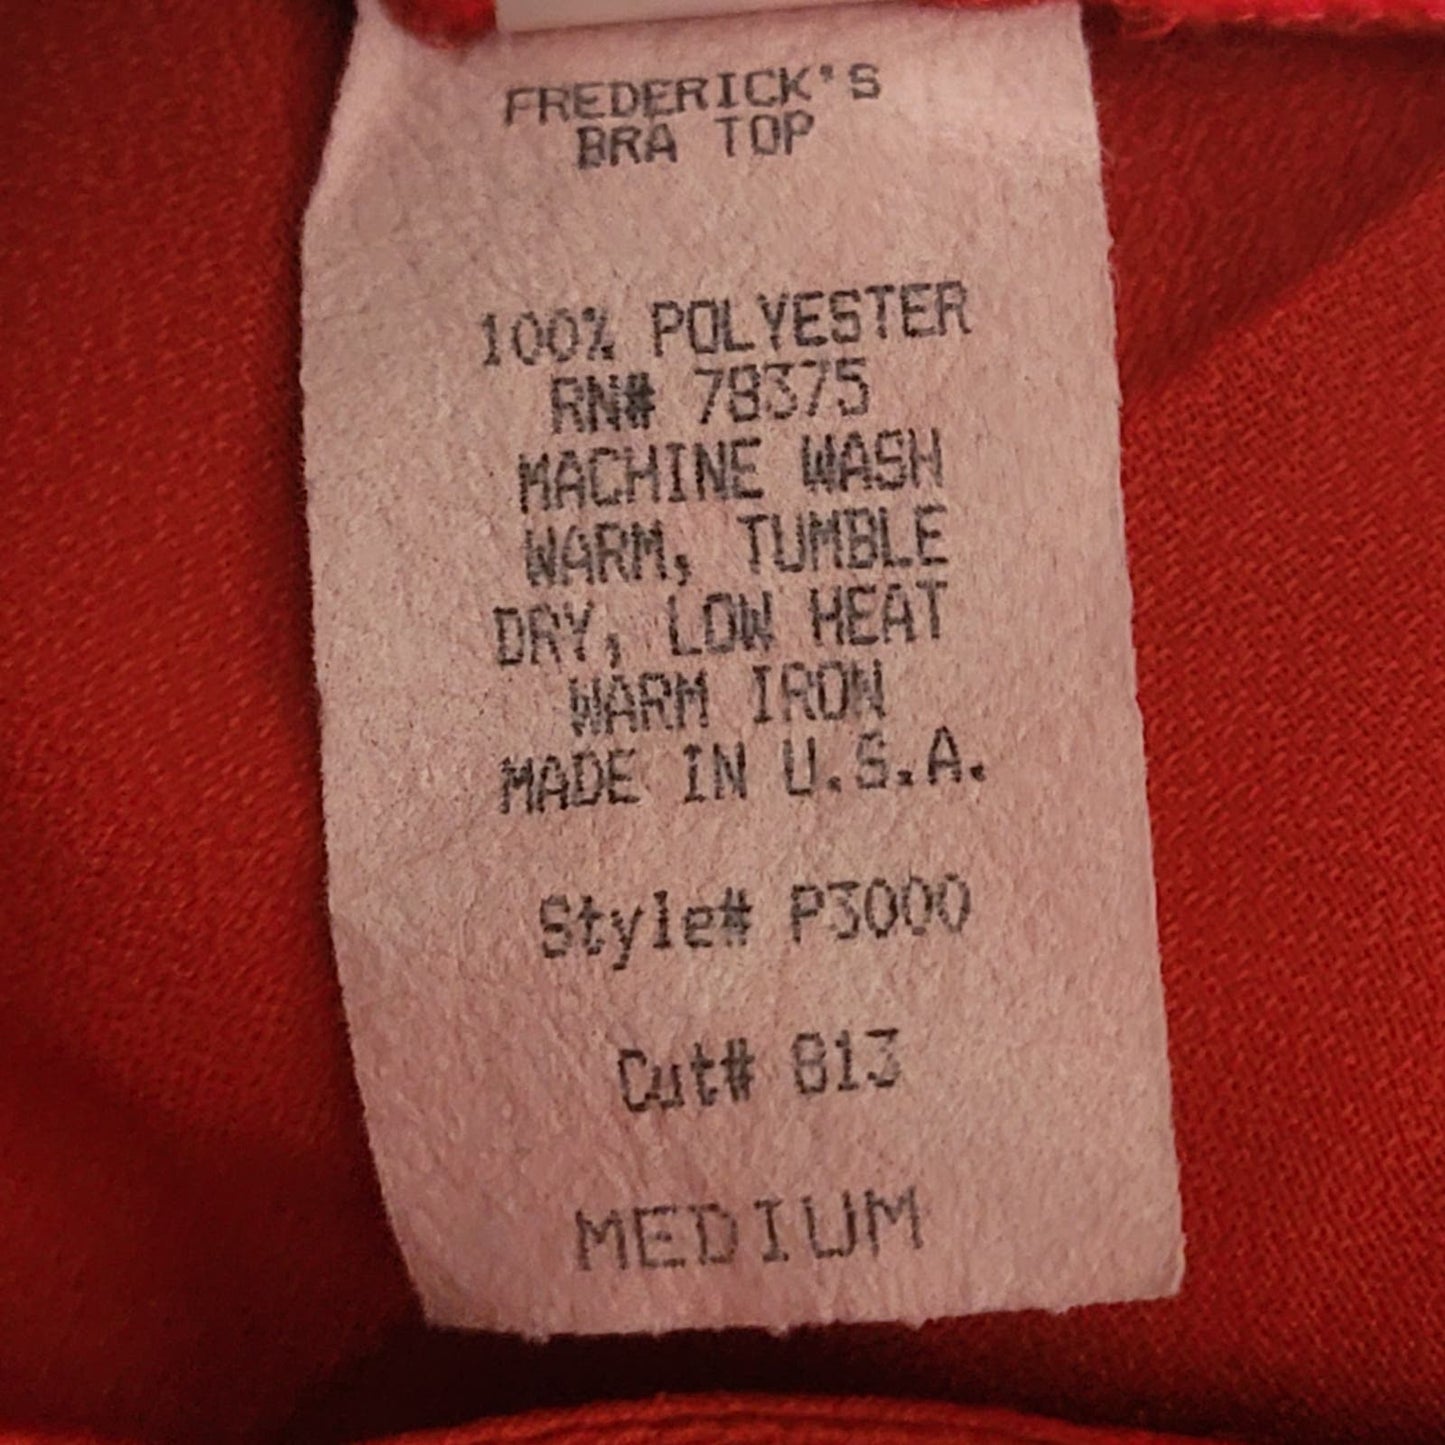 FREDERICK'S
BRA TOP
100% POLYESTER
RN# 78375
MACHINE WASH
WARM, TUMBLE
DRY, LOW HEAT
WARM IRON
MADE IN U.S.A.
Style# P3000
Cut# 813
MEDIUM